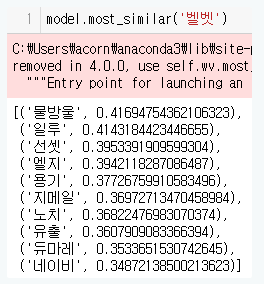 1 model.most_similar('벨벳')
C:\Users\acorn\anaconda3\lib\site-p
removed in 4.0.0, use self.wv.most_
"""Entry point for launching an
[('물방울', 0.41694754362106323),
('일루', 0.4143184423446655),
('선셋', 0.3953391909599304),
('엘지', 0.3942118287086487),
('용기', 0.37726759910583496),
('지메일', 0.36972713470458984),
('노치', 0.36822476983070374),
('유출', 0.3607909083366394),
('듀마레', 0.3533651530742645),
('네이비', 0.34872138500213623)]